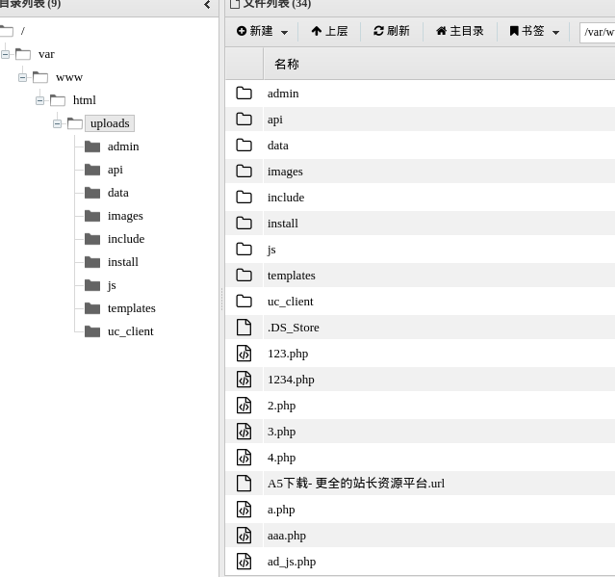 目录列表 (9)
/
var
www
html
uploads
admin
api
data
images
include
install
js
templates
uc_client
文件列表 (34)
新建 上层 刷新 主目录 书签 /var/w
名称
admin
api
data
images
include
install
js
templates
uc_client
.DS_Store
123.php
1234.php
2.php
3.php
4.php
A5下载- 更全的站长资源平台.url
a.php
aaa.php
ad_js.php